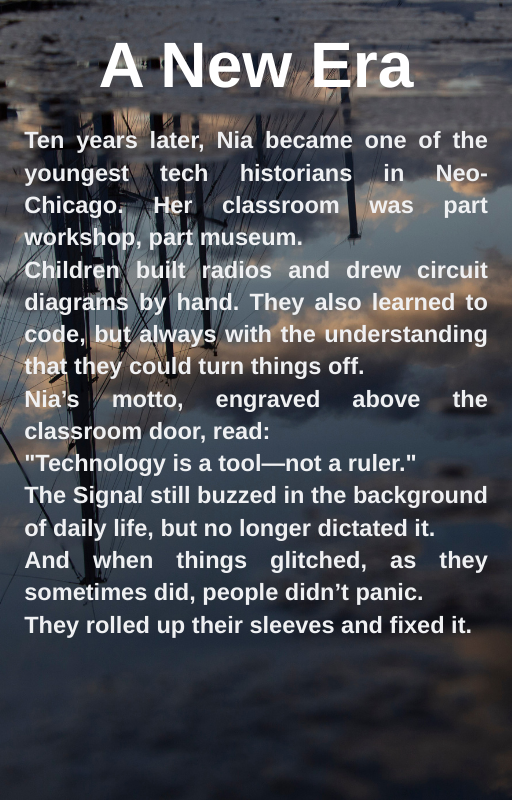 A New Era
Ten years later, Nia became one of the
youngest tech historians in Neo-
Chicago. Her classroom was part
workshop, part museum.
Children built radios and drew circuit
diagrams by hand. They also learned to
code, but always with the understanding
that they could turn things off.
Nia’s motto, engraved above the
classroom door, read:
"Technology is a tool—not a ruler."
The Signal still buzzed in the background
of daily life, but no longer dictated it.
And when things glitched, as they
sometimes did, people didn’t panic.
They rolled up their sleeves and fixed it.